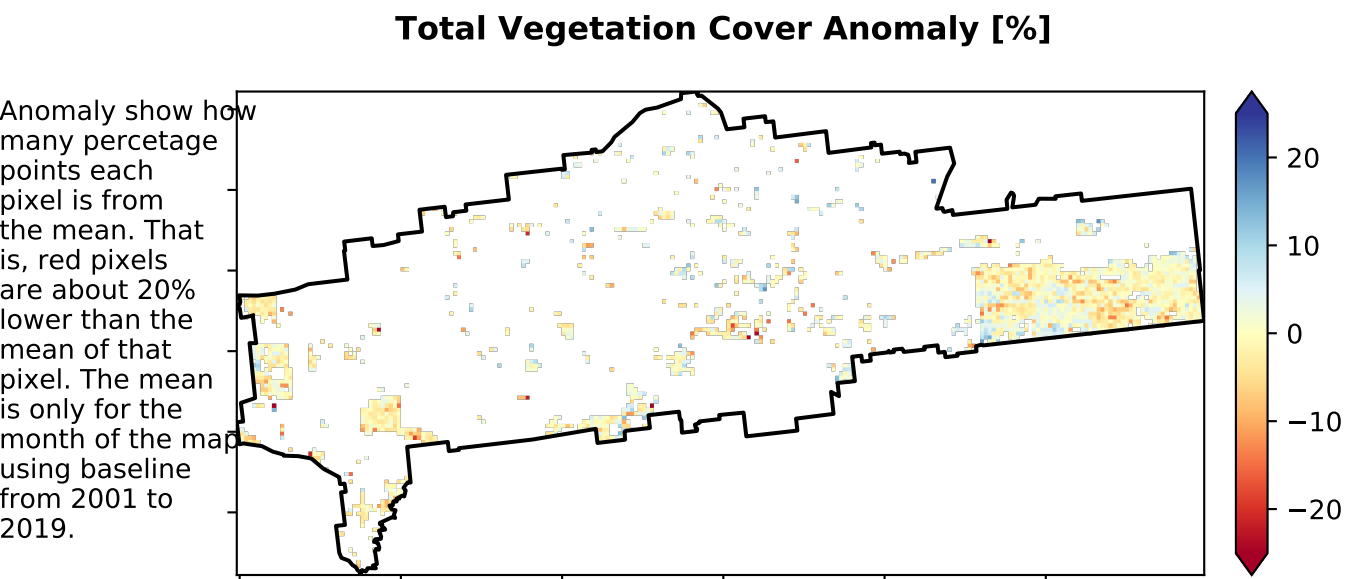 Total Vegetation Cover Anomaly [%]
Anomaly show how
many percetage
points each
pixel is from
the mean. That
is, red pixels
are about 20%
lower than the
mean of that
pixel. The mean
is only for the
month of the map
using baseline
from 2001 to
2019.
20
10
0
−10
−20